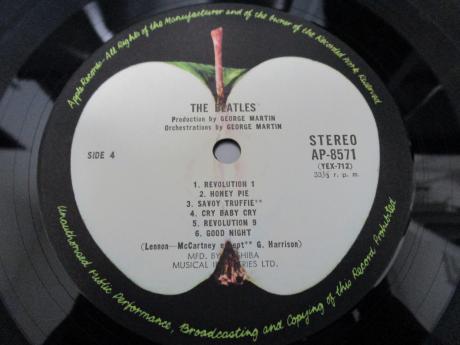 Apple Records · All Rights of the Manufacturer and of the Owner of the Recorded Work Reserved
THE BEATLES
Production by GEORGE MARTIN
Orchestrations by GEORGE MARTIN
SIDE 4
STEREO
AP-8571
(YEX-712)
33⅓ r. p. m.
1. REVOLUTION 1
2. HONEY PIE
3. SAVOY TRUFFIE**
4. CRY BABY CRY
5. REVOLUTION 9
6. GOOD NIGHT
(Lennon—McCartney except** G. Harrison)
MFD. BY TOSHIBA
MUSICAL INDUSTRIES LTD.
Unauthorised Public Performance, Broadcasting and Copying of this Record Prohibited